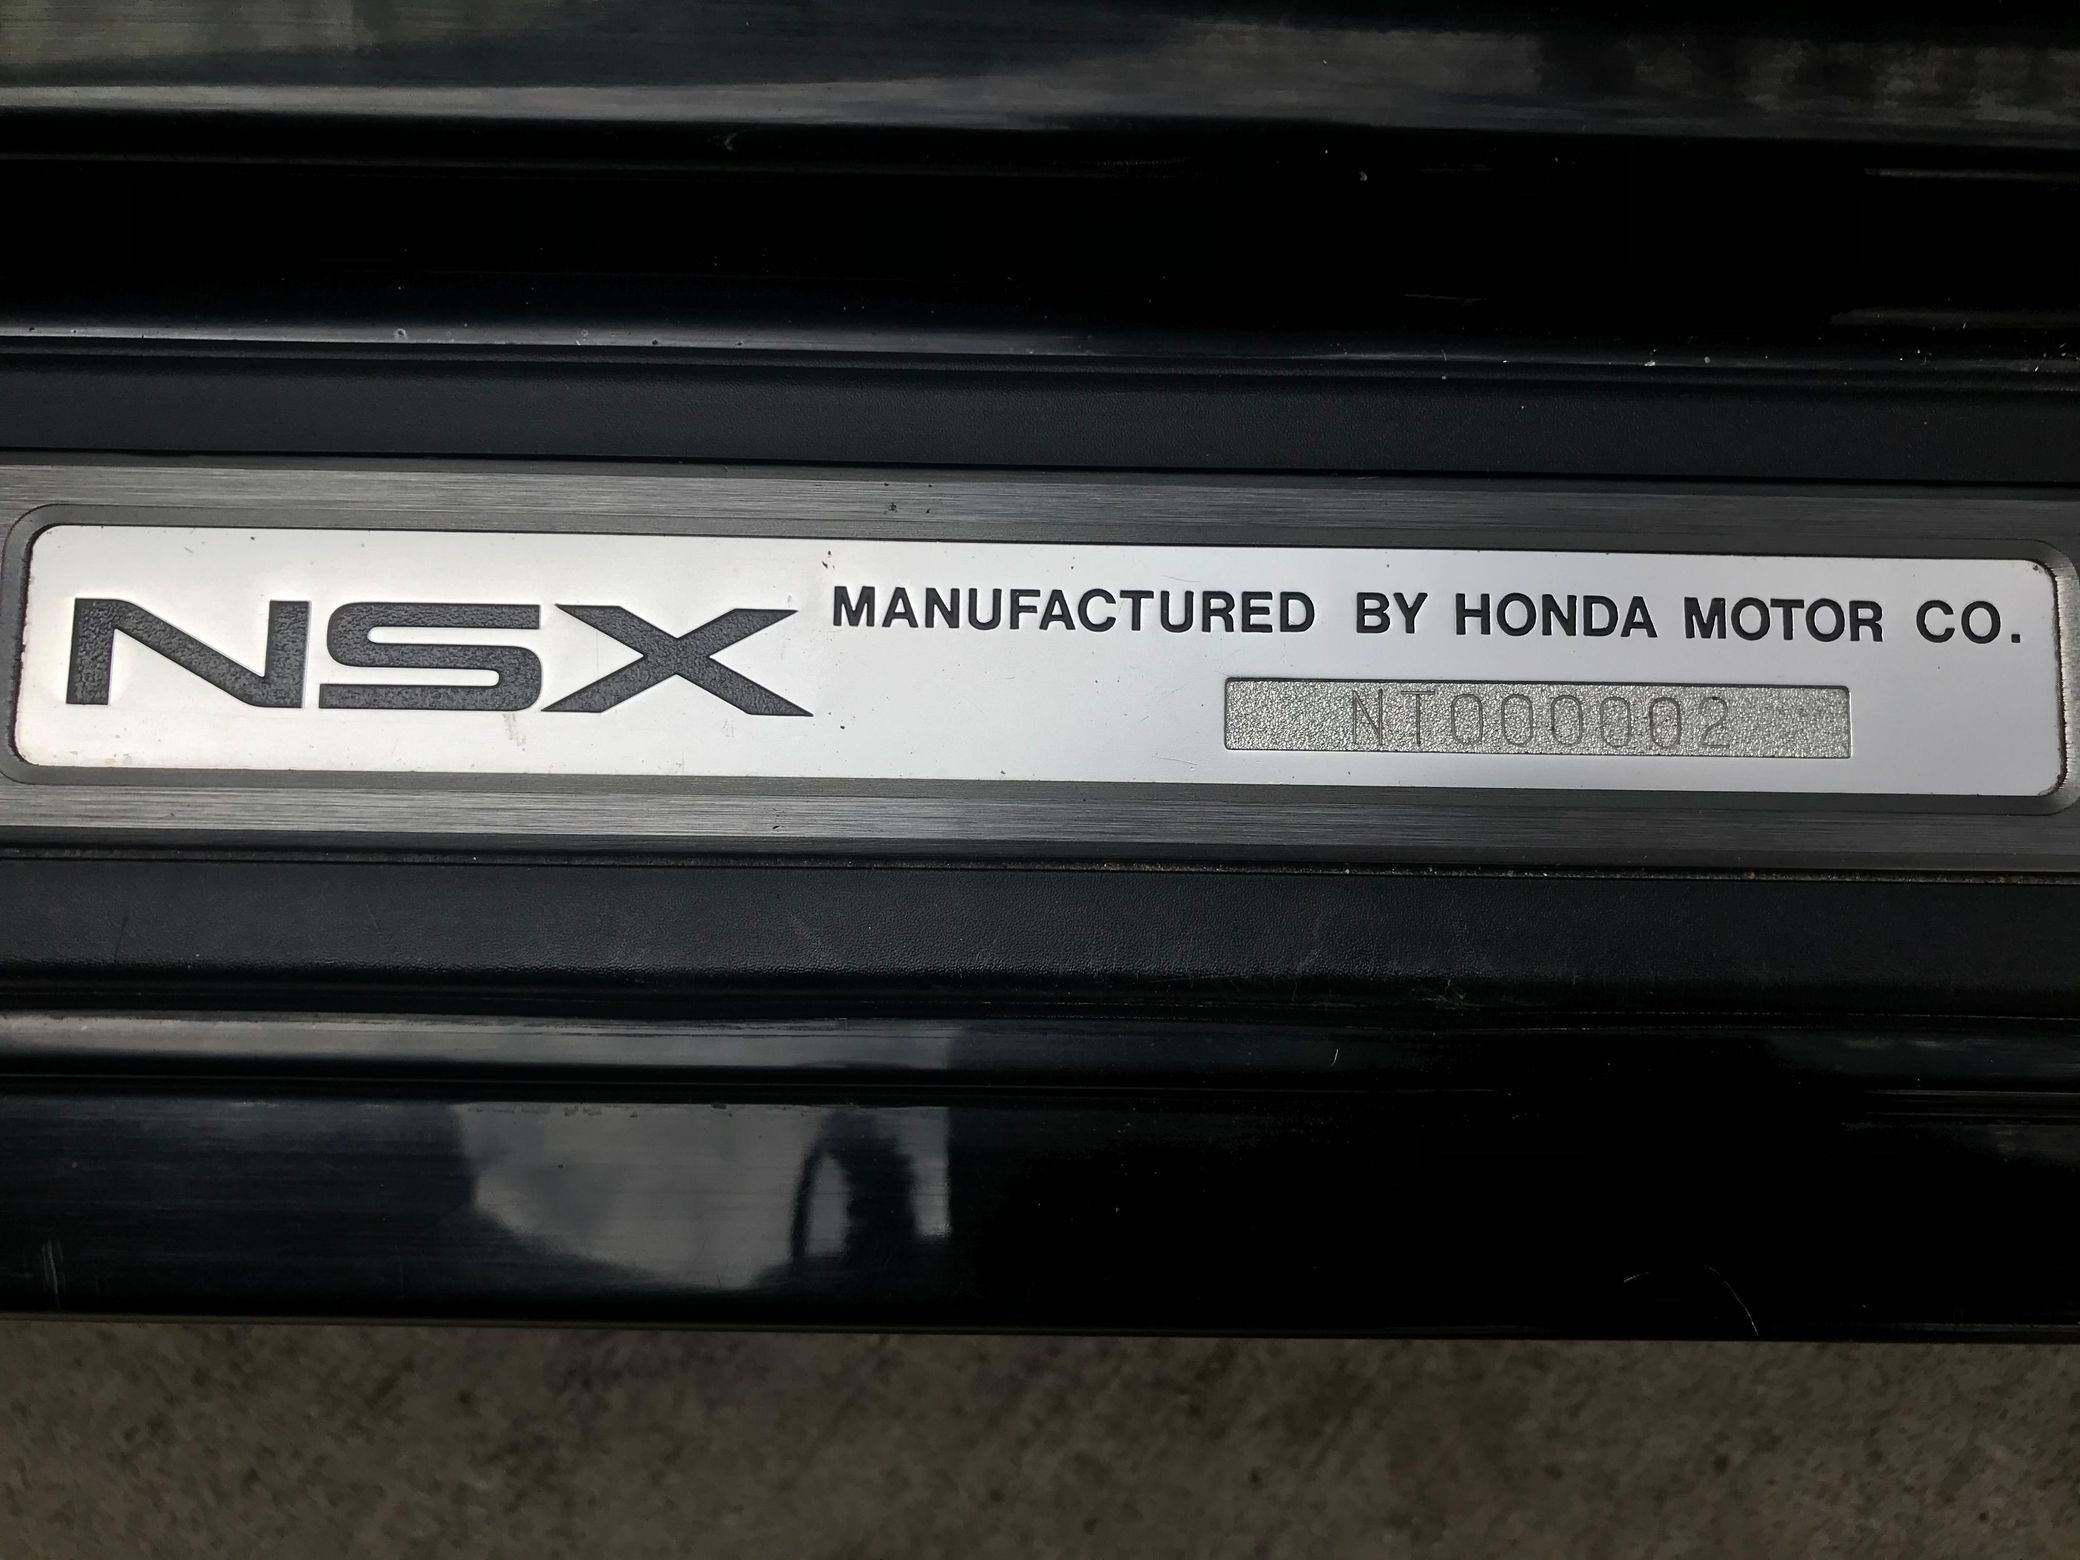 NSX MANUFACTURED BY HONDA MOTOR CO.
NT000002